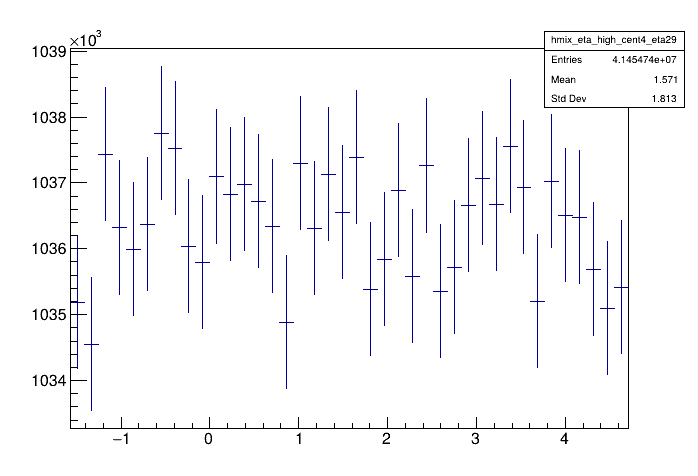 ×10³
hmix_eta_high_cent4_eta29
Entries 4.145474e+07
Mean 1.571
Std Dev 1.813
1039
1038
1037
1036
1035
1034
−1 0 1 2 3 4